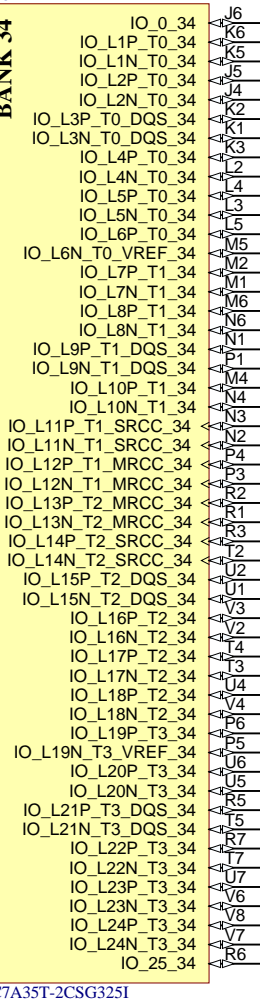 BANK 34
IO_0_34 J6
IO_L1P_T0_34 K6
IO_L1N_T0_34 K5
IO_L2P_T0_34 J5
IO_L2N_T0_34 J4
IO_L3P_T0_DQS_34 K2
IO_L3N_T0_DQS_34 K1
IO_L4P_T0_34 K3
IO_L4N_T0_34 L2
IO_L5P_T0_34 L4
IO_L5N_T0_34 L3
IO_L6P_T0_34 L5
IO_L6N_T0_VREF_34 M5
IO_L7P_T1_34 M2
IO_L7N_T1_34 M1
IO_L8P_T1_34 M6
IO_L8N_T1_34 N6
IO_L9P_T1_DQS_34 N1
IO_L9N_T1_DQS_34 P1
IO_L10P_T1_34 M4
IO_L10N_T1_34 N4
IO_L11P_T1_SRCC_34 N3
IO_L11N_T1_SRCC_34 N2
IO_L12P_T1_MRCC_34 P4
IO_L12N_T1_MRCC_34 P3
IO_L13P_T2_MRCC_34 R2
IO_L13N_T2_MRCC_34 R1
IO_L14P_T2_SRCC_34 R3
IO_L14N_T2_SRCC_34 T2
IO_L15P_T2_DQS_34 U2
IO_L15N_T2_DQS_34 U1
IO_L16P_T2_34 V3
IO_L16N_T2_34 V2
IO_L17P_T2_34 T4
IO_L17N_T2_34 T3
IO_L18P_T2_34 U4
IO_L18N_T2_34 V4
IO_L19P_T3_34 P6
IO_L19N_T3_VREF_34 P5
IO_L20P_T3_34 U6
IO_L20N_T3_34 U5
IO_L21P_T3_DQS_34 R5
IO_L21N_T3_DQS_34 T5
IO_L22P_T3_34 R7
IO_L22N_T3_34 T7
IO_L23P_T3_34 U7
IO_L23N_T3_34 V6
IO_L24P_T3_34 V8
IO_L24N_T3_34 V7
IO_25_34 R6
C7A35T-2CSG325I